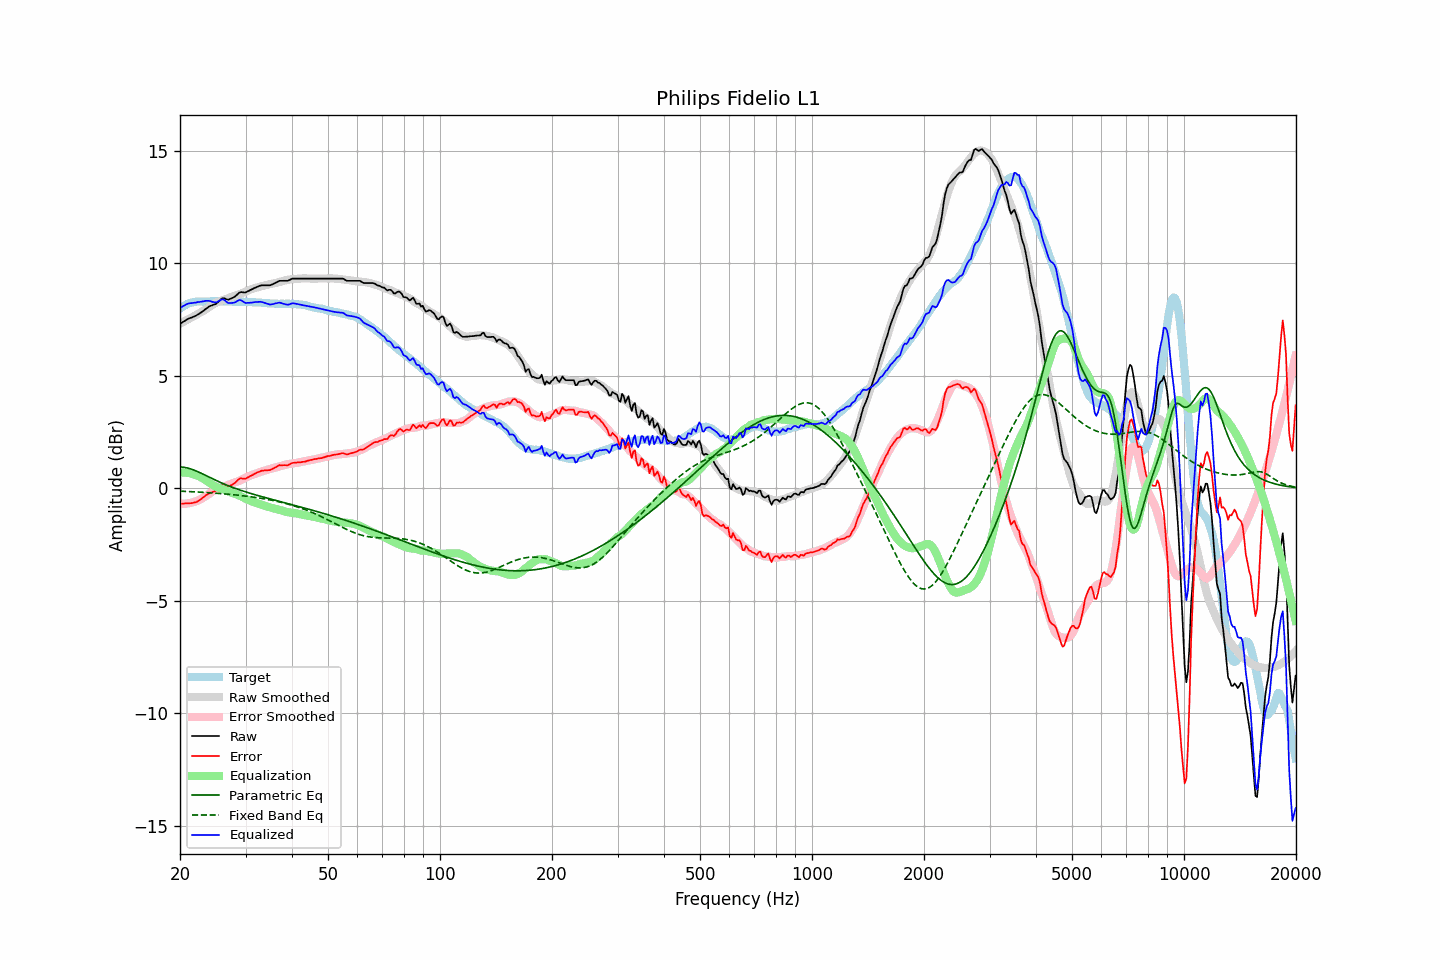 Philips Fidelio L1
Amplitude (dBr)
15
10
5
0
−5
−10
−15
Target
Raw Smoothed
Error Smoothed
Raw
Error
Equalization
Parametric Eq
Fixed Band Eq
Equalized
20 50 100 200 500 1000 2000 5000 10000 20000
Frequency (Hz)